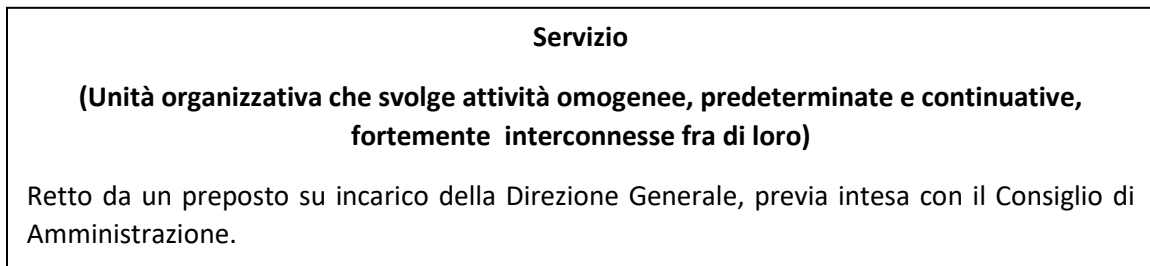 Servizio
(Unità organizzativa che svolge attività omogenee, predeterminate e continuative,
fortemente  interconnesse fra di loro)
Retto da un preposto su incarico della Direzione Generale, previa intesa con il Consiglio di
Amministrazione.